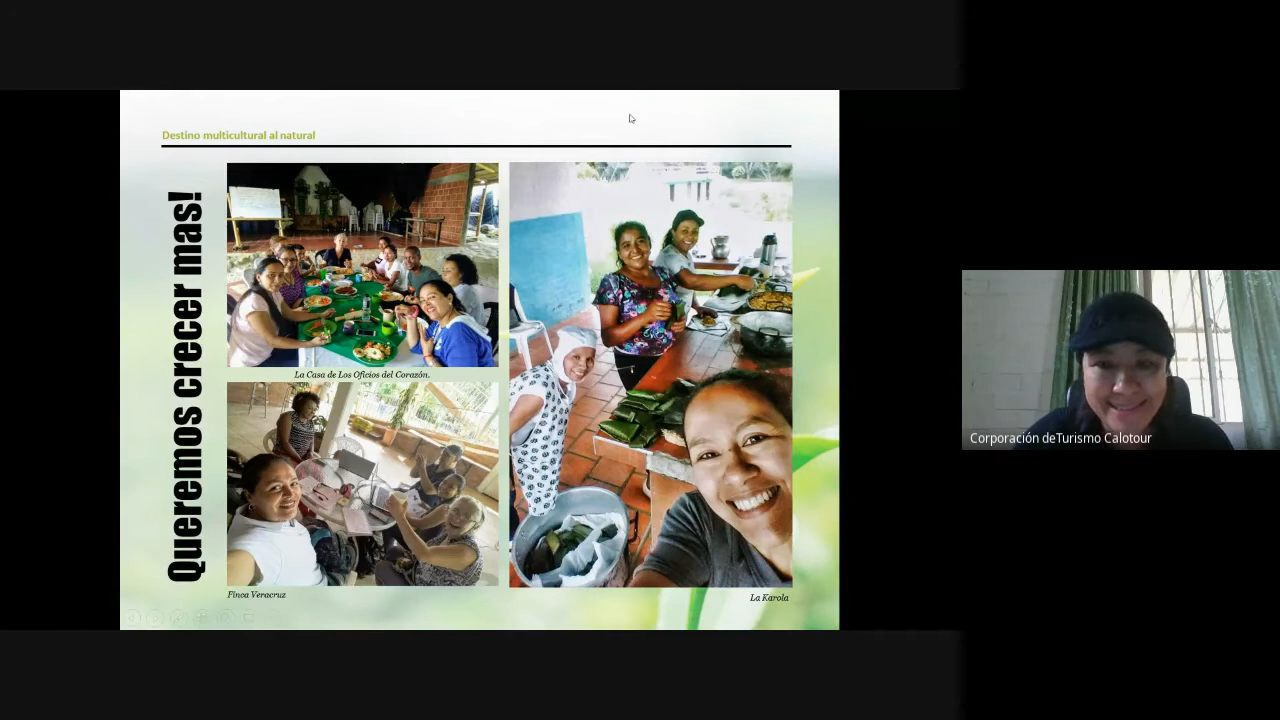 Destino multicultural al natural
Queremos crecer mas!
La Casa de Los Oficios del Corazón.
Finca Veracruz
La Karola
Corporación deTurismo Calotour